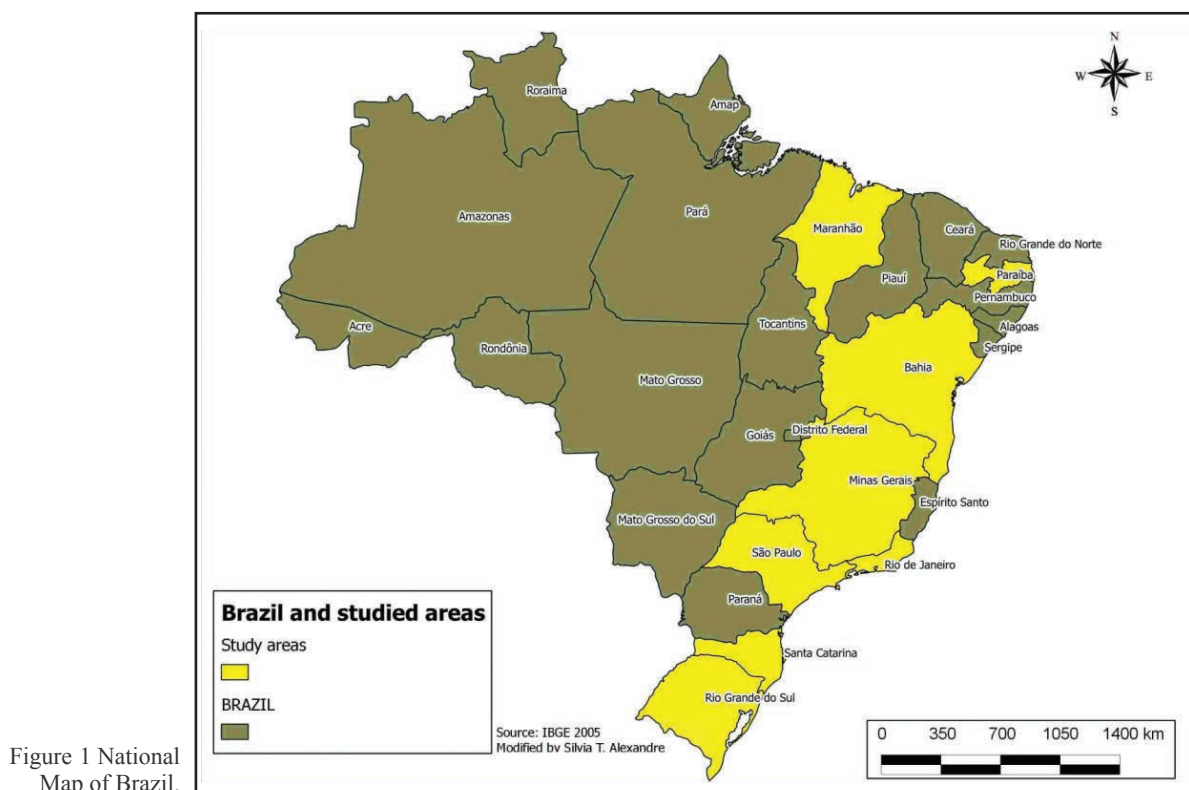 N
W E
S
Roraima
Amap
Amazonas
Pará
Maranhão
Ceará
Rio Grande do Norte
Paraíba
Piauí
Pernambuco
Acre
Rondônia
Tocantins
Alagoas
Sergipe
Bahia
Mato Grosso
Goiás
Distrito Federal
Minas Gerais
Espírito Santo
Mato Grosso do Sul
São Paulo
Rio de Janeiro
Paraná
Santa Catarina
Rio Grande do Sul
Brazil and studied areas
Study areas
BRAZIL
Source: IBGE 2005
Modified by Silvia T. Alexandre
0 350 700 1050 1400 km
Figure 1 National
Map of Brazil.